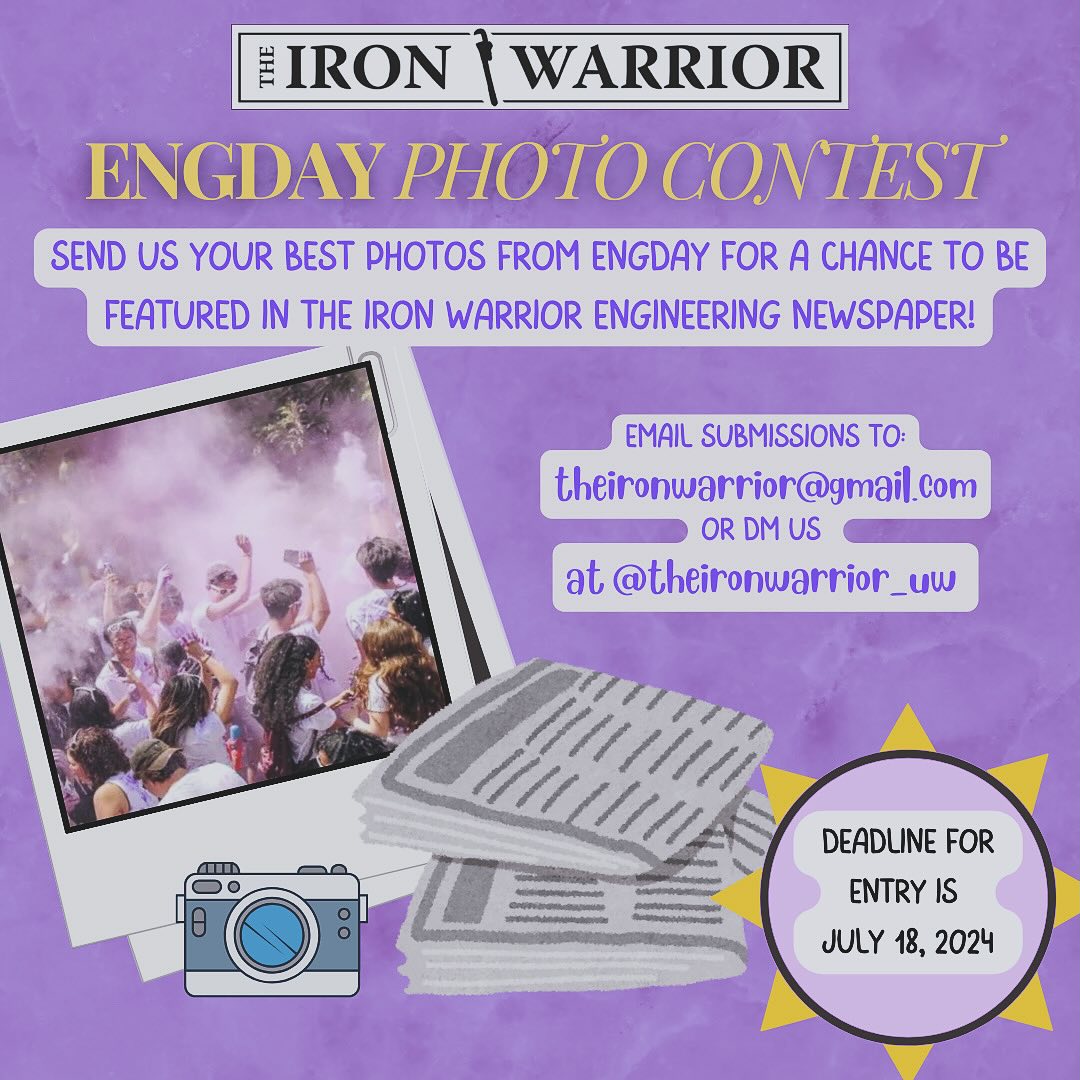 THE IRON WARRIOR
ENGDAY PHOTO CONTEST
SEND US YOUR BEST PHOTOS FROM ENGDAY FOR A CHANCE TO BE
FEATURED IN THE IRON WARRIOR ENGINEERING NEWSPAPER!
EMAIL SUBMISSIONS TO:
theironwarrior@gmail.com
OR DM US
at @theironwarrior_uw
DEADLINE FOR
ENTRY IS
JULY 18, 2024